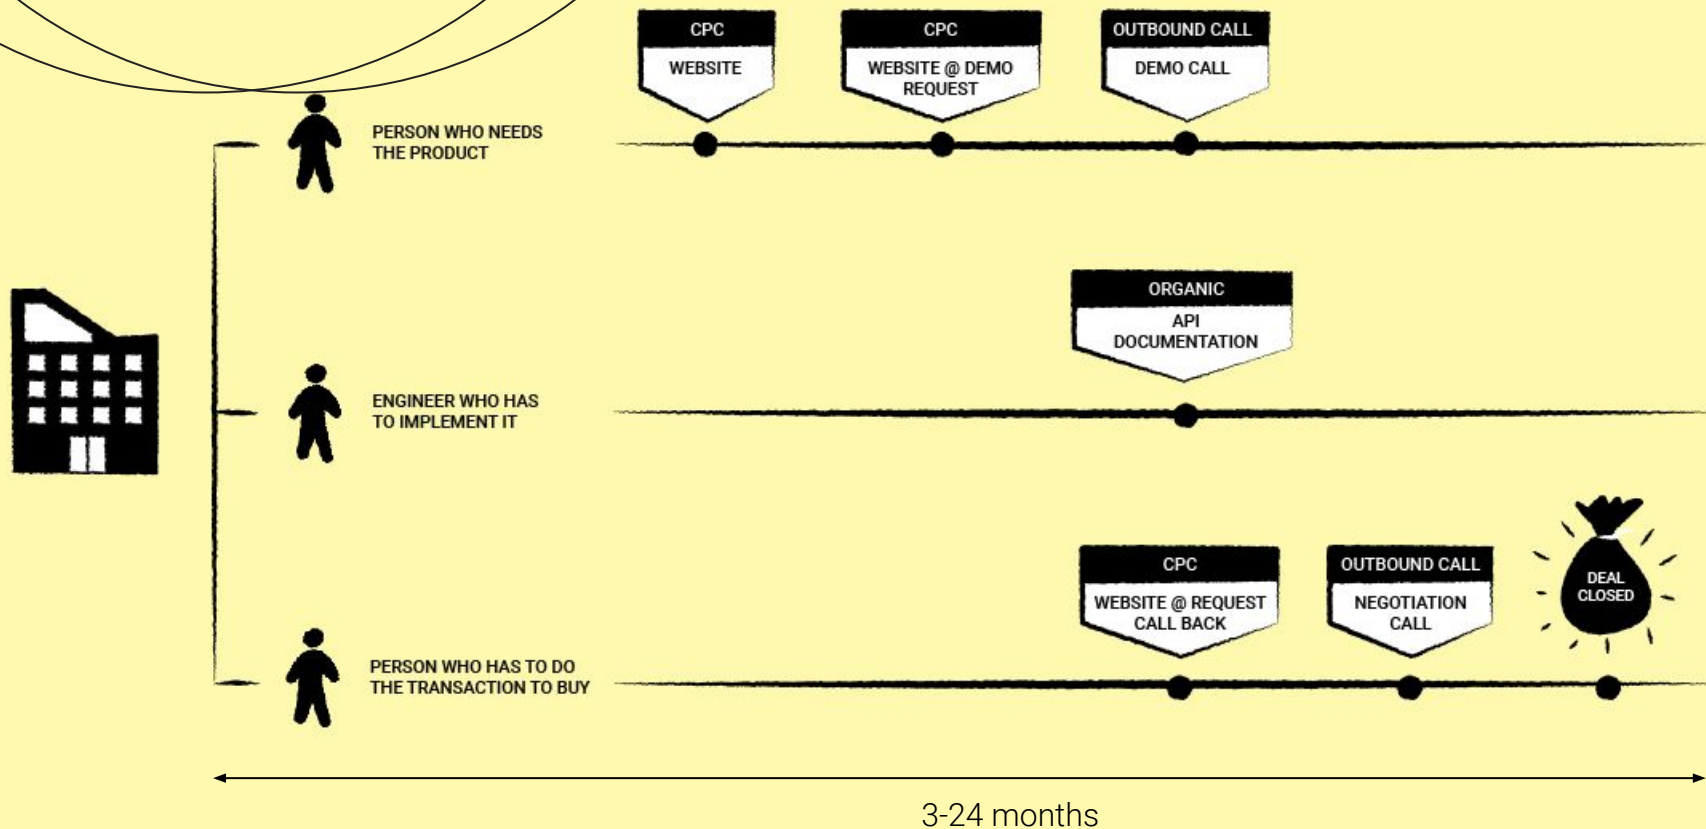 CPC
WEBSITE
CPC
WEBSITE @ DEMO
REQUEST
OUTBOUND CALL
DEMO CALL
PERSON WHO NEEDS
THE PRODUCT
ORGANIC
API
DOCUMENTATION
ENGINEER WHO HAS
TO IMPLEMENT IT
CPC
WEBSITE @ REQUEST
CALL BACK
OUTBOUND CALL
NEGOTIATION
CALL
DEAL
CLOSED
PERSON WHO HAS TO DO
THE TRANSACTION TO BUY
3-24 months